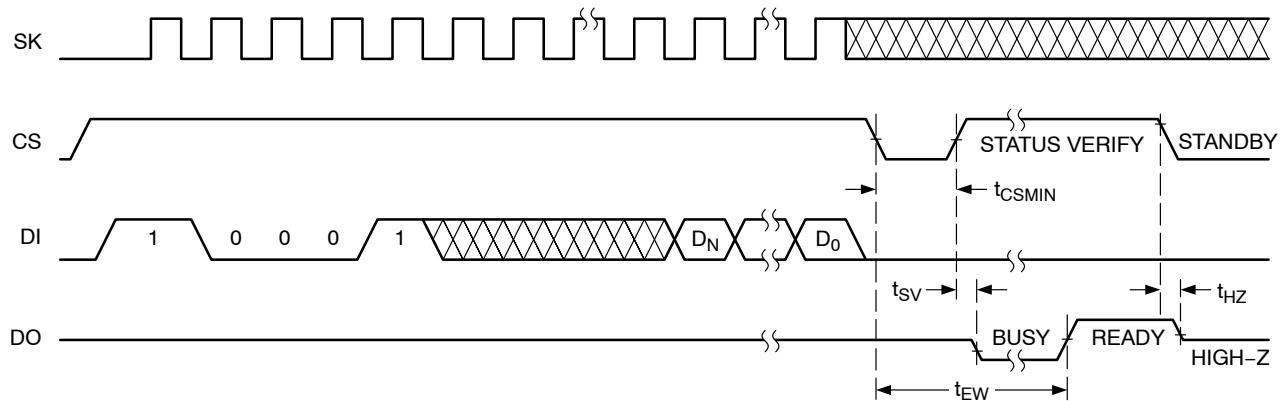 SK
CS
STATUS VERIFY
STANDBY
tCSMIN
DI
1
0
0
0
1
DN
D0
tSV
tHZ
DO
BUSY
READY
HIGH–Z
tEW